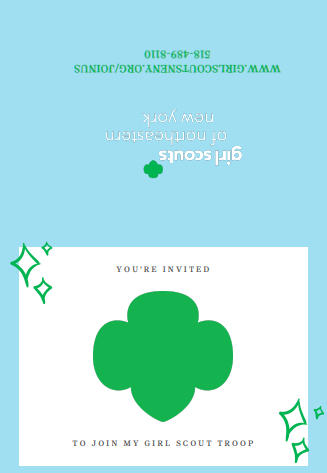 girl scouts
of northeastern
new york
WWW.GIRLSCOUTSNENY.ORG/JOINUS
518-489-8110
YOU'RE INVITED
TO JOIN MY GIRL SCOUT TROOP